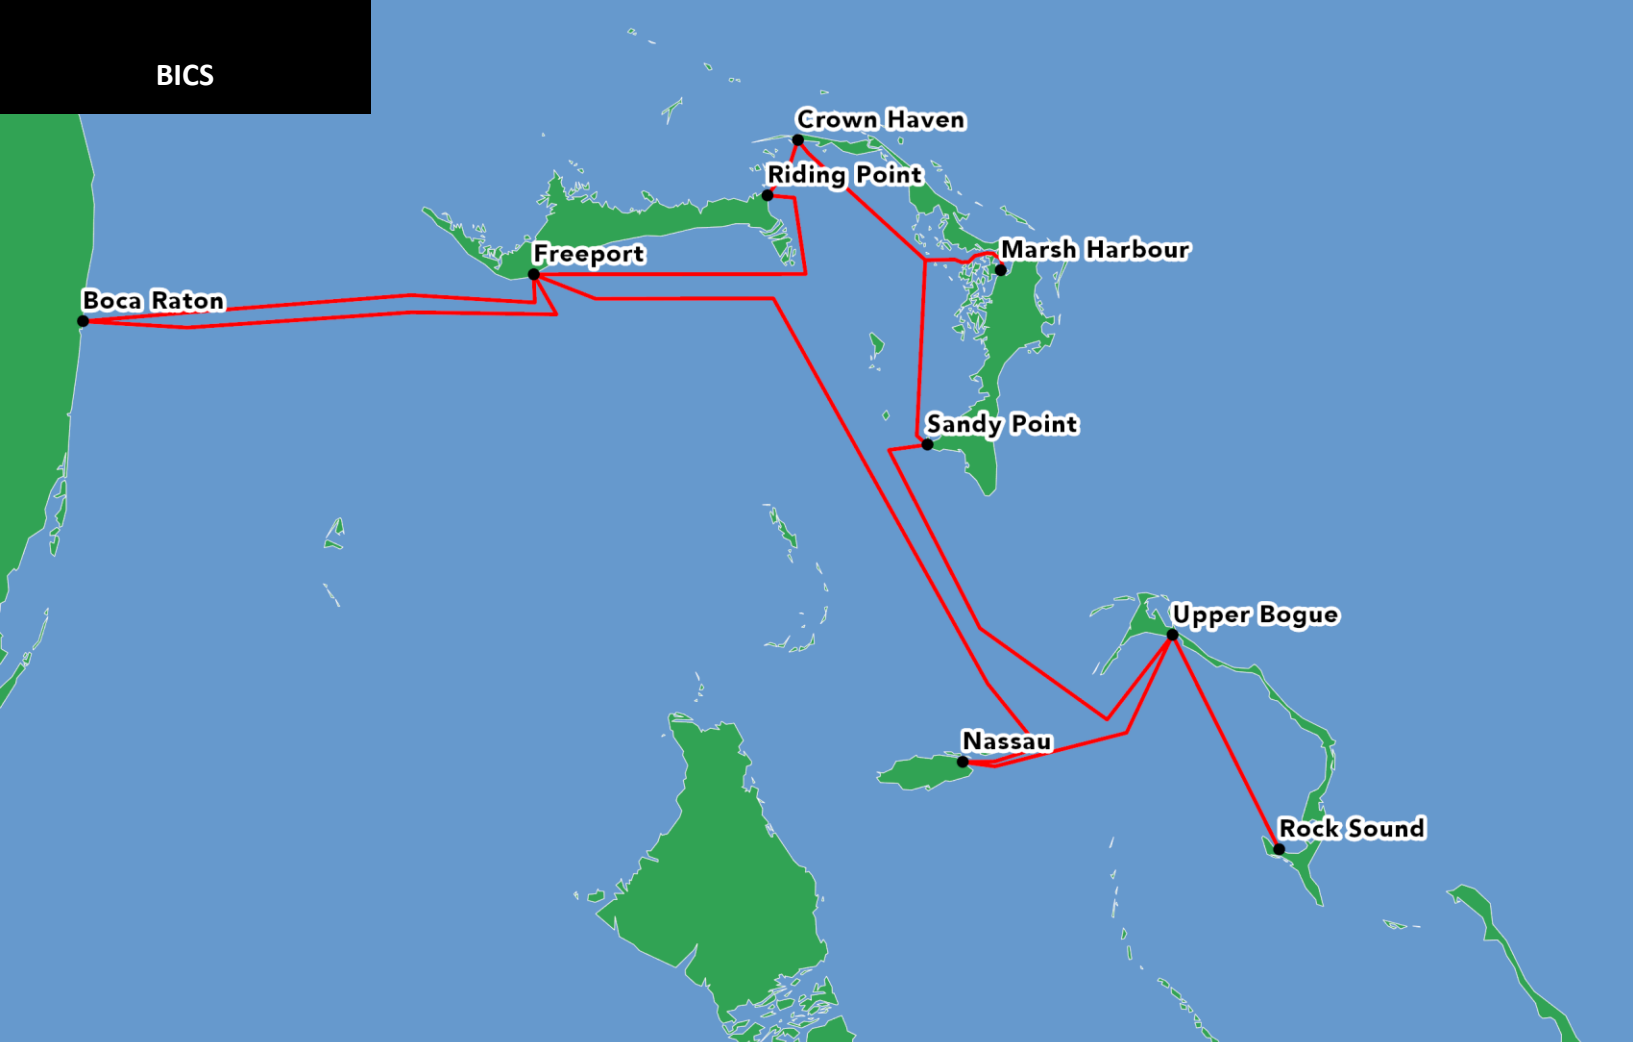 BICS
Crown Haven
Riding Point
Marsh Harbour
Freeport
Boca Raton
Sandy Point
Upper Bogue
Nassau
Rock Sound